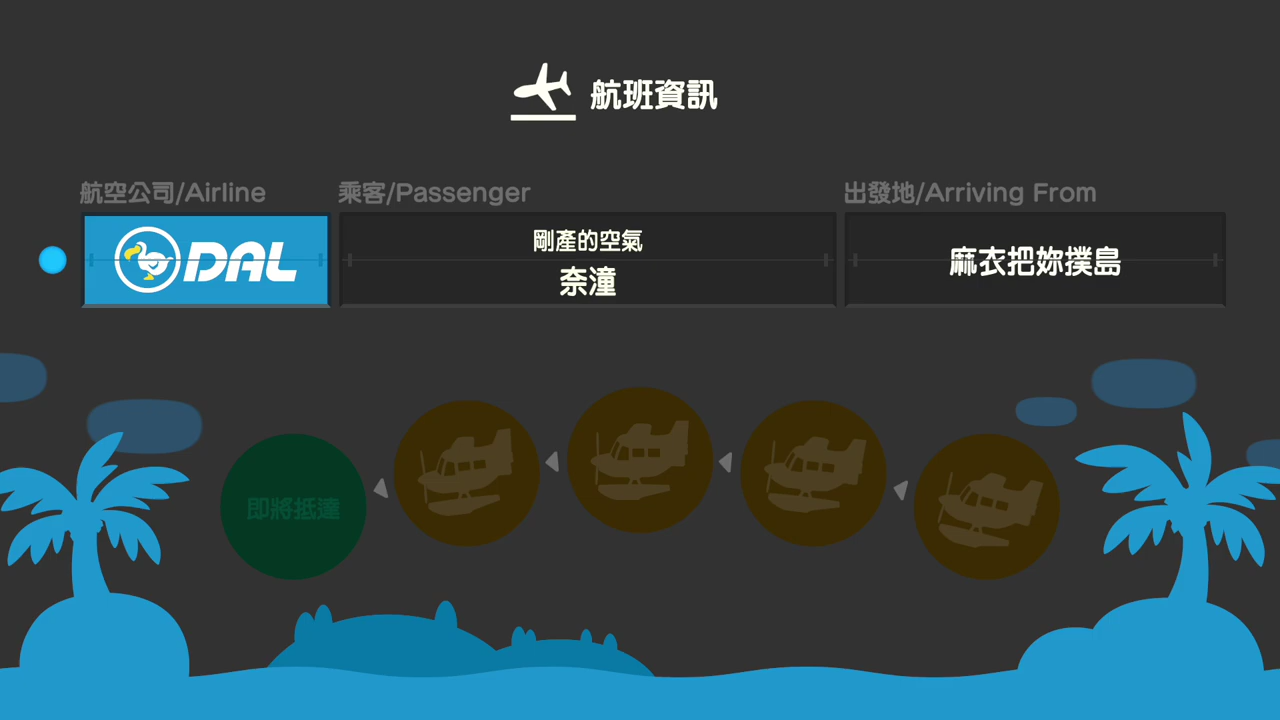 航班資訊
航空公司/Airline
乘客/Passenger
出發地/Arriving From
DAL
剛產的空氣
奈潼
麻衣把妳撲島
即將抵達